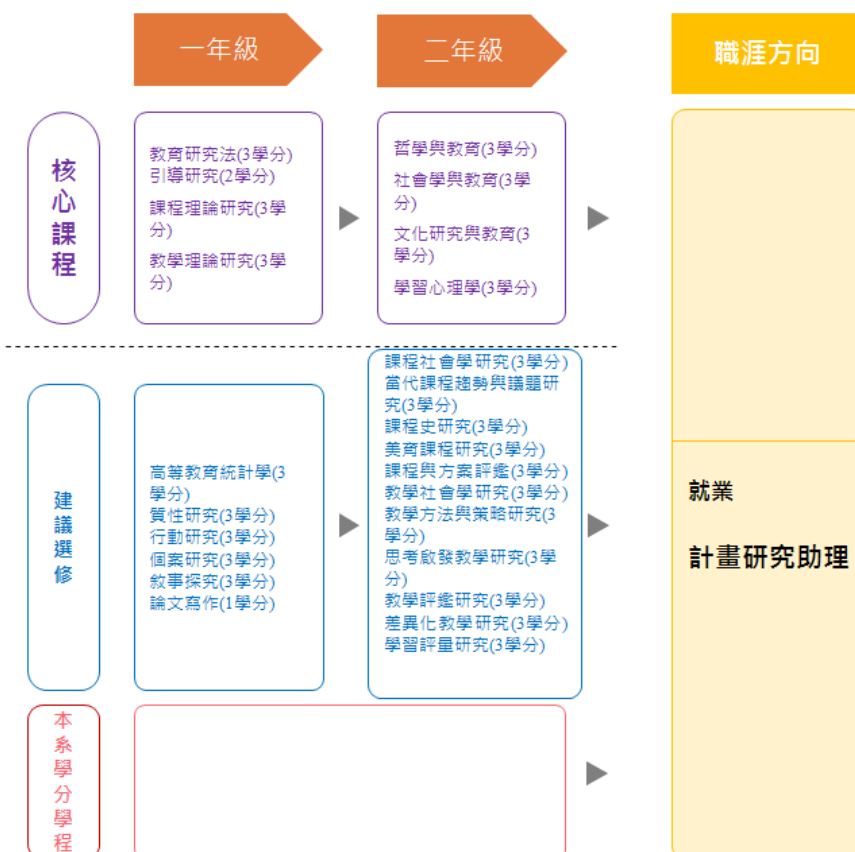 一年級
二年級
職涯方向
核
心
課
程
教育研究法(3學分)
引導研究(2學分)
課程理論研究(3學
分)
教學理論研究(3學
分)
哲學與教育(3學分)
社會學與教育(3學
分)
文化研究與教育(3
學分)
學習心理學(3學分)
建
議
選
修
高等教育統計學(3
學分)
質性研究(3學分)
行動研究(3學分)
個案研究(3學分)
敘事探究(3學分)
論文寫作(1學分)
課程社會學研究(3學分)
當代課程趨勢與議題研
究(3學分)
課程史研究(3學分)
美育課程研究(3學分)
課程與方案評鑑(3學分)
教學社會學研究(3學分)
教學方法與策略研究(3
學分)
思考啟發教學研究(3學
分)
教學評鑑研究(3學分)
差異化教學研究(3學分)
學習評量研究(3學分)
就業
計畫研究助理
本
系
學
分
學
程